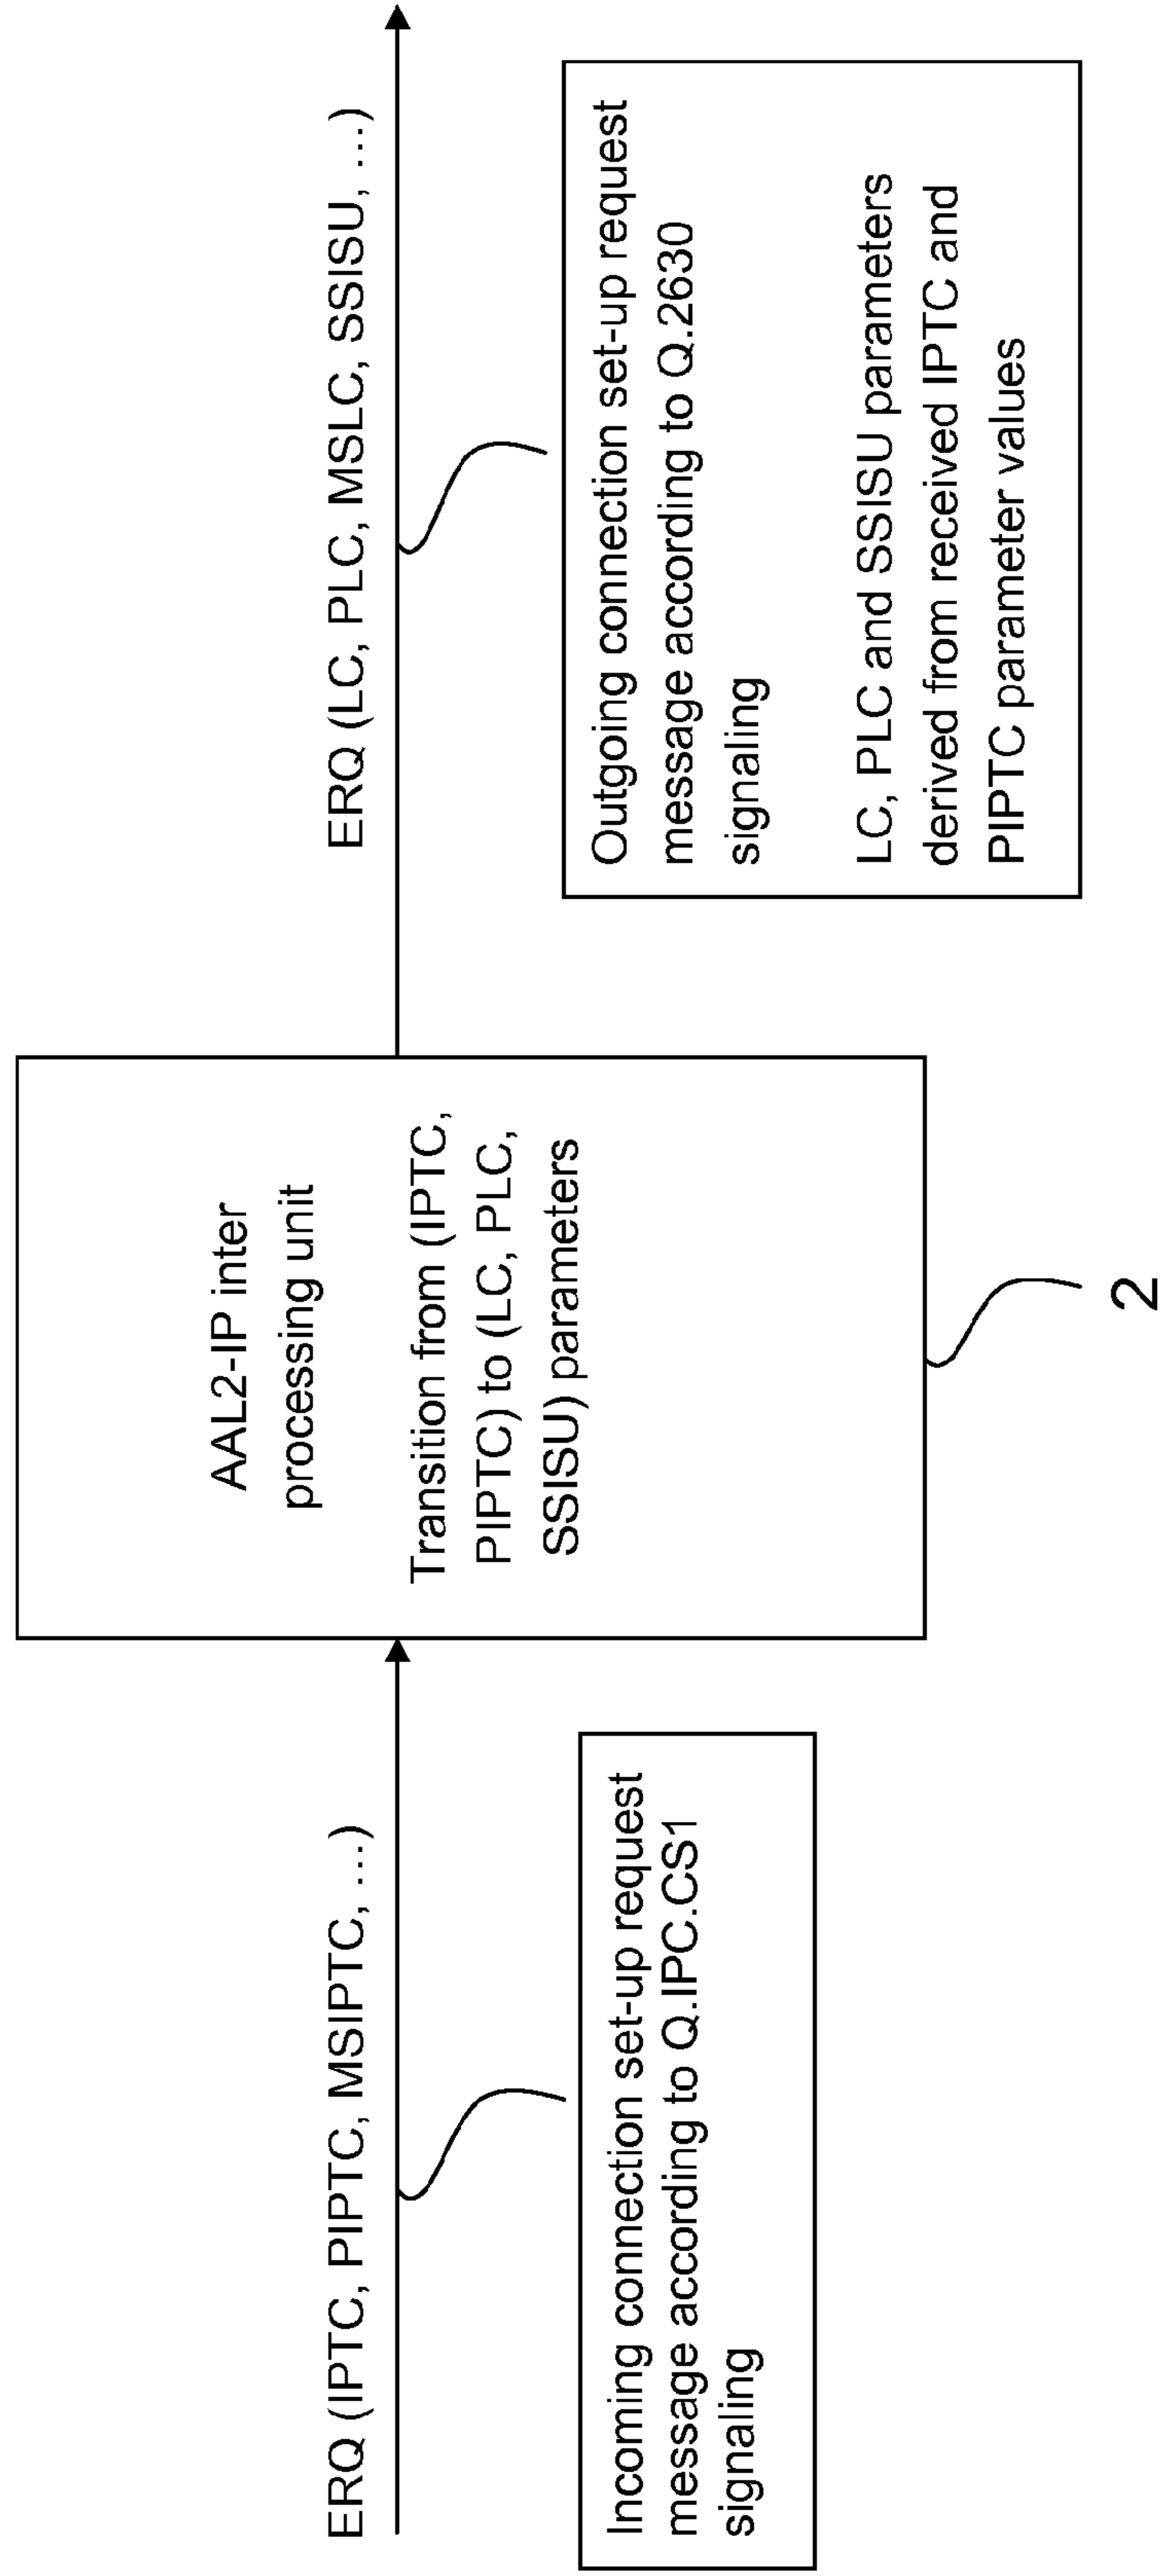 ERQ (IPTC, PIPTC, MSIPTC, …)
Incoming connection set-up request
message according to Q.IPC.CS1
signaling
AAL2-IP inter
processing unit
Transition from (IPTC,
PIPTC) to (LC, PLC,
SSISU) parameters
2
ERQ (LC, PLC, MSLC, SSISU, …)
Outgoing connection set-up request
message according to Q.2630
signaling
LC, PLC and SSISU parameters
derived from received IPTC and
PIPTC parameter values